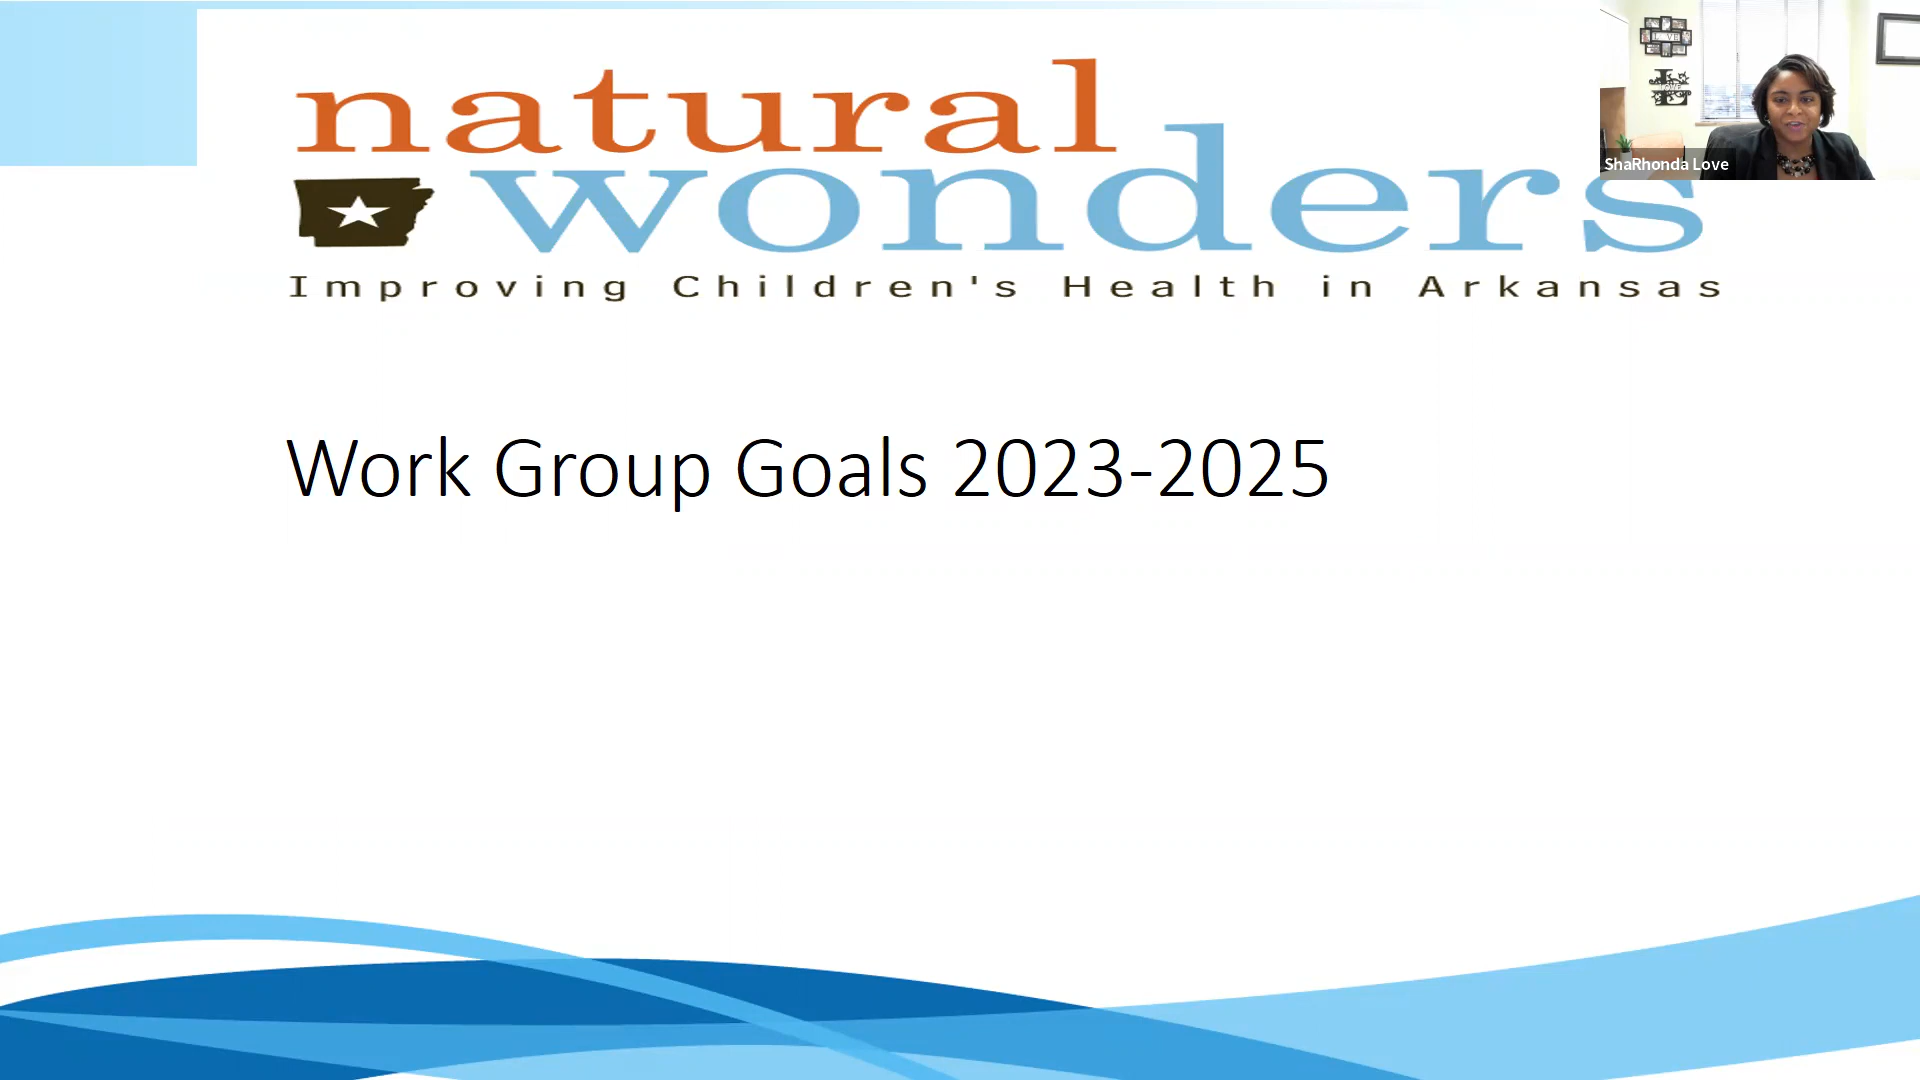 natural
wonders
Improving Children's Health in Arkansas
ShaRhonda Love
Work Group Goals 2023-2025